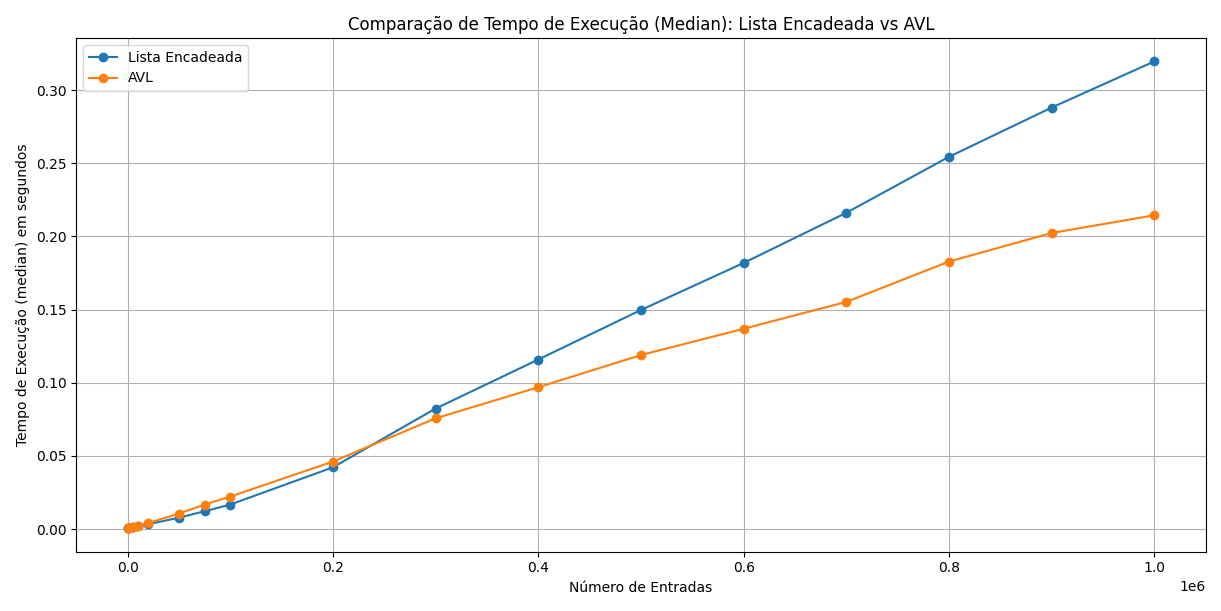 Comparação de Tempo de Execução (Median): Lista Encadeada vs AVL
Lista Encadeada
AVL
Tempo de Execução (median) em segundos
0.30
0.25
0.20
0.15
0.10
0.05
0.00
0.0 0.2 0.4 0.6 0.8 1.0
1e6
Número de Entradas